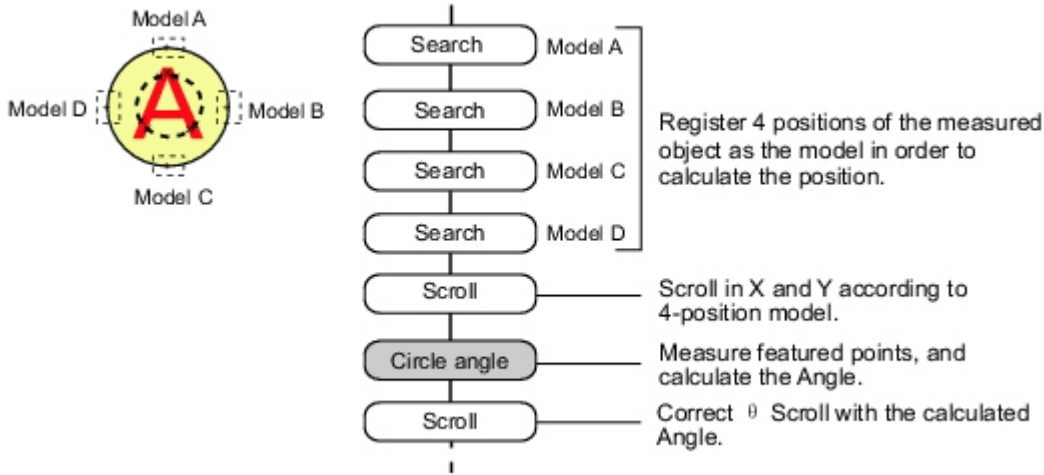 Model A
Model D
A
Model B
Model C
Search
Model A
Search
Model B
Search
Model C
Search
Model D
Register 4 positions of the measured
object as the model in order to
calculate the position.
Scroll
Scroll in X and Y according to
4-position model.
Circle angle
Measure featured points, and
calculate the Angle.
Scroll
Correct θ Scroll with the calculated
Angle.